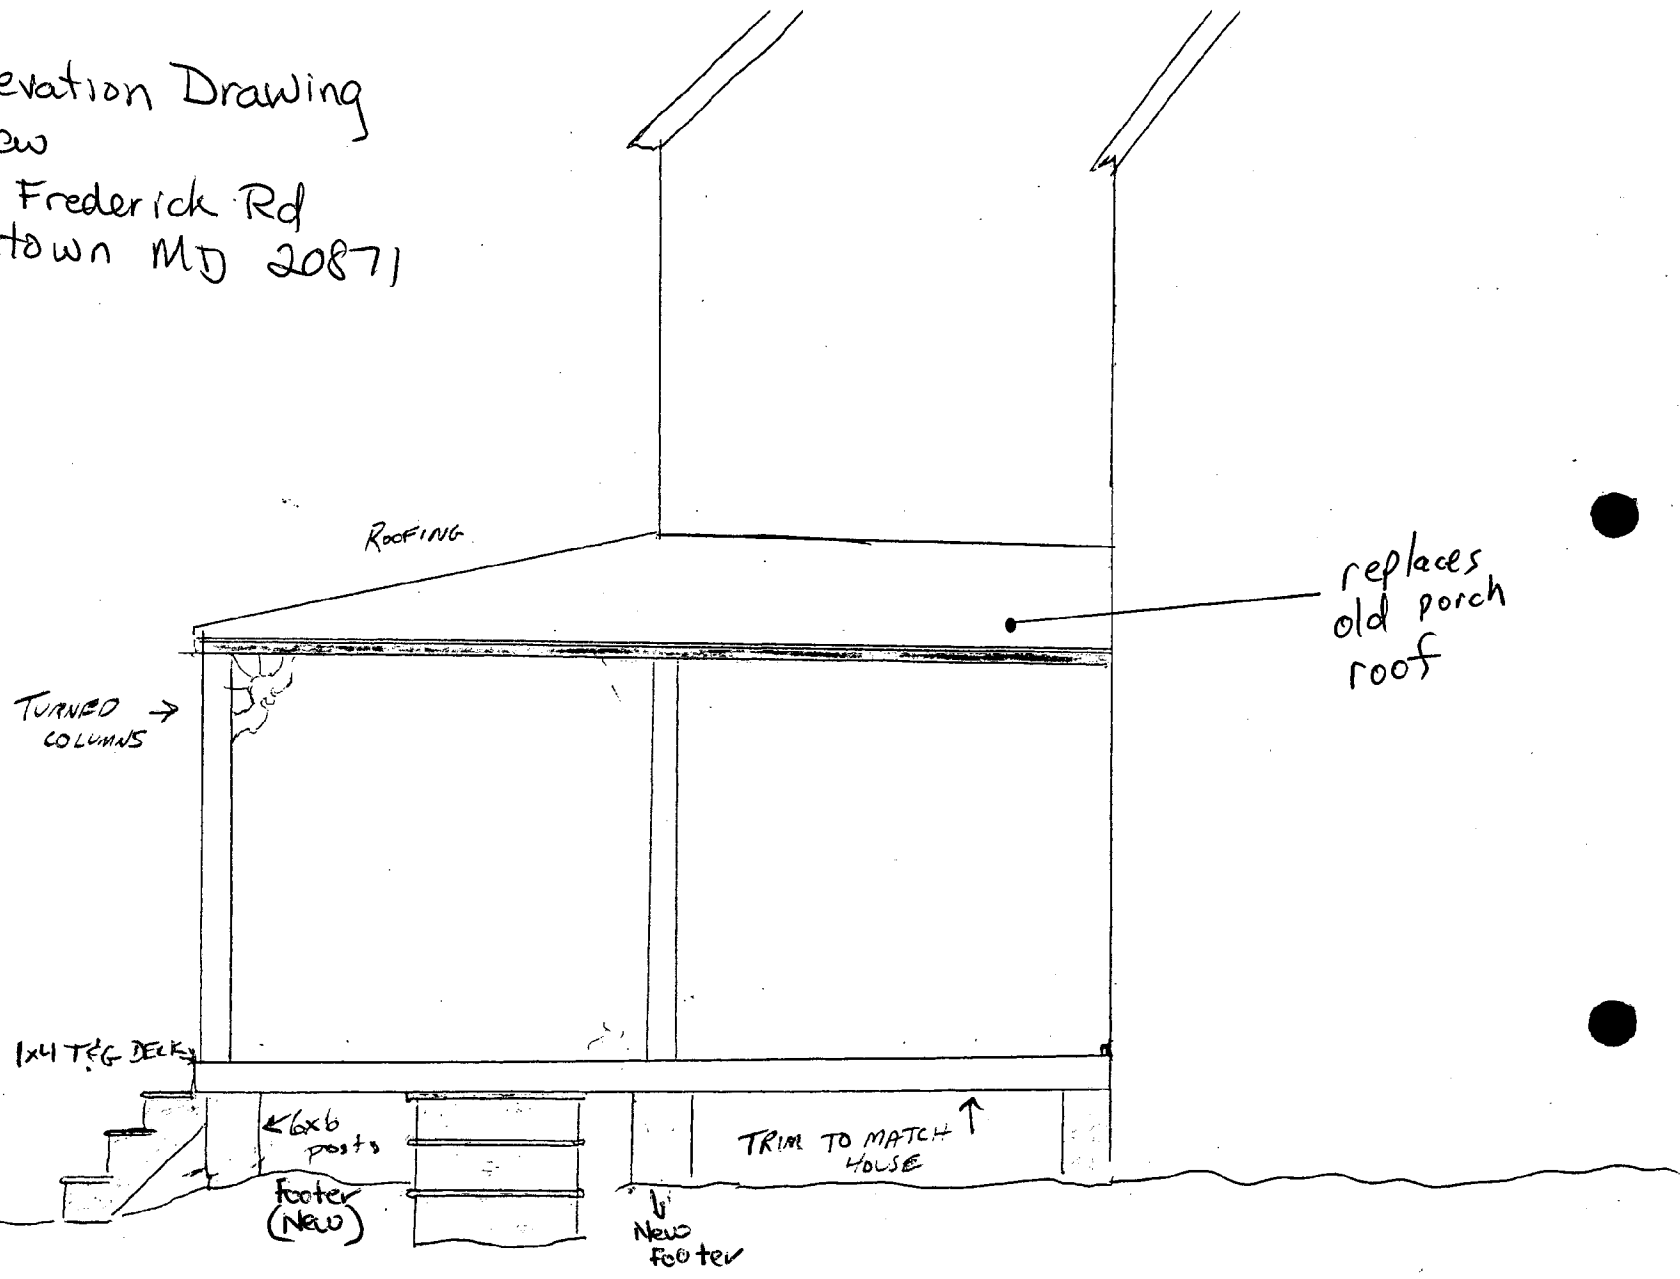 evation Drawing
ew
Frederick Rd
town MD 20871
ROOFING
replaces
old porch
roof
TURNED →
COLUMNS
1x4 T&G DECK
← 6x6
posts
TRIM TO MATCH ↑
HOUSE
Footer
(New)
New
Footer